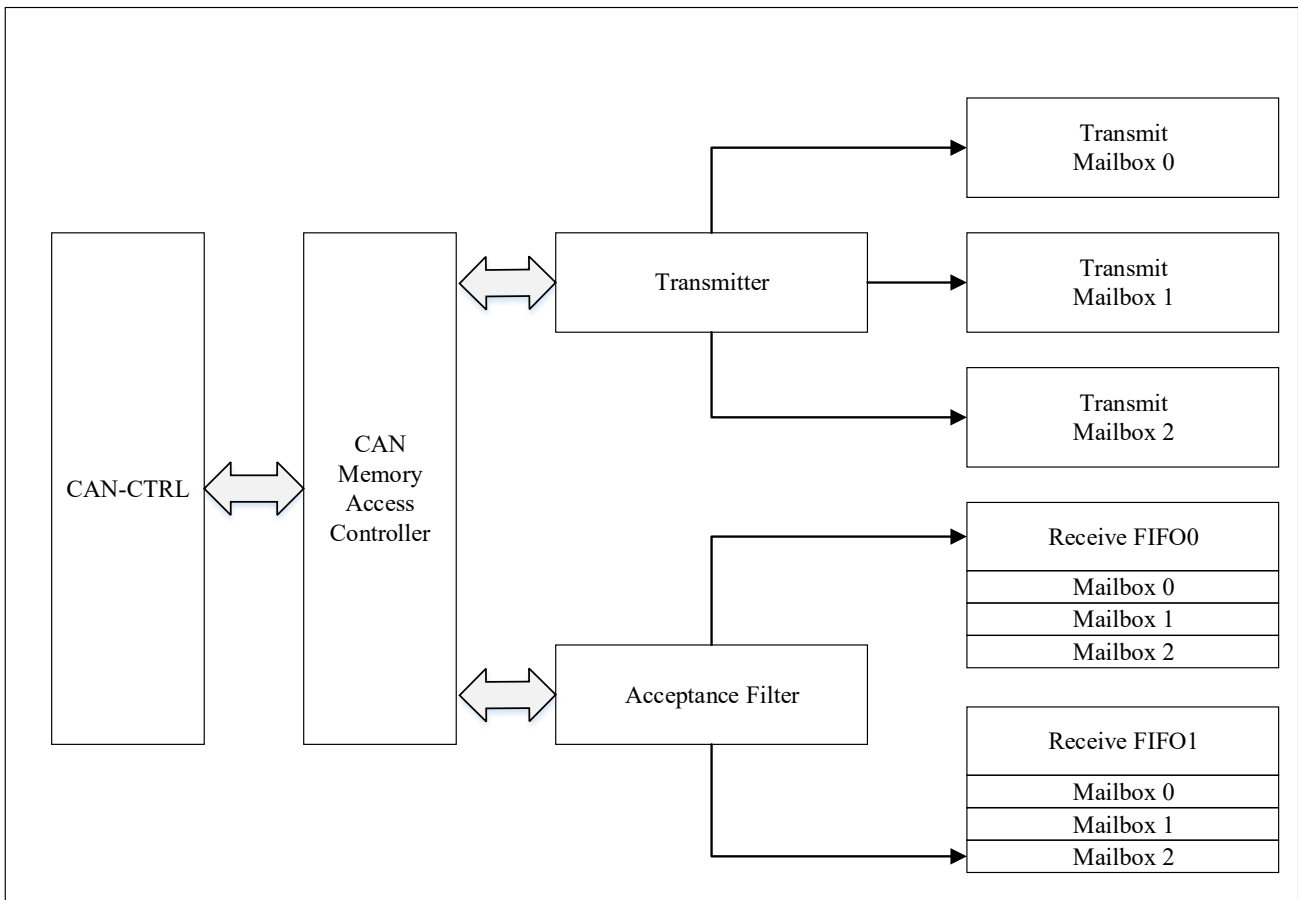 Transmit
Mailbox 0
Transmit
Mailbox 1
Transmitter
Transmit
Mailbox 2
CAN-CTRL
CAN
Memory
Access
Controller
Receive FIFO0
Mailbox 0
Mailbox 1
Mailbox 2
Acceptance Filter
Receive FIFO1
Mailbox 0
Mailbox 1
Mailbox 2